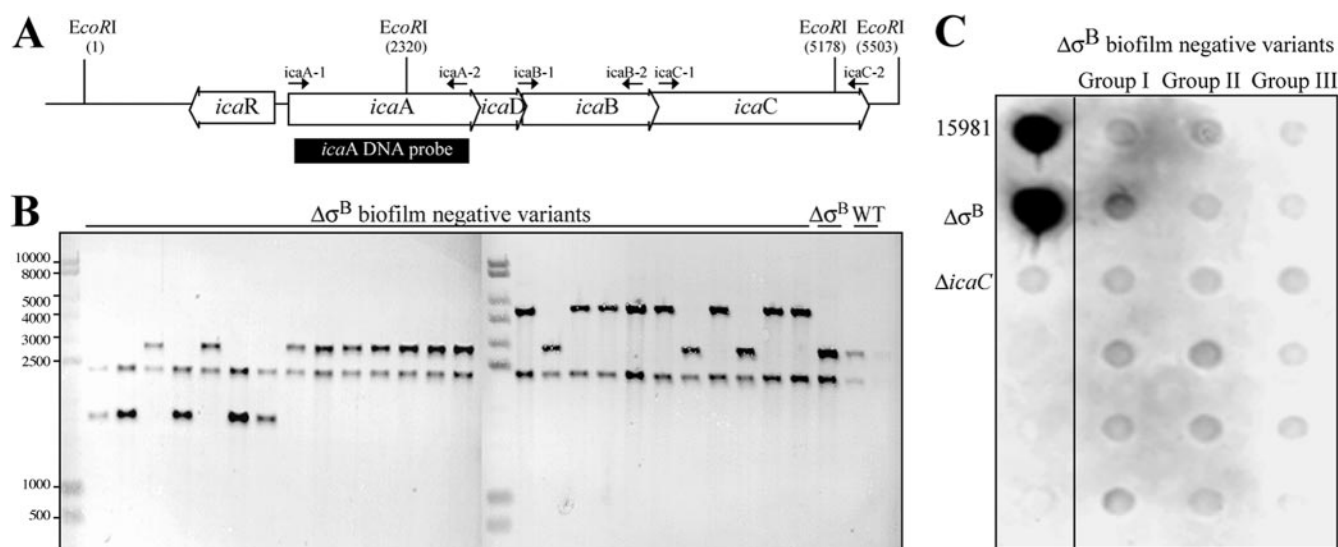 A
EcoRI
(1)
EcoRI
(2320)
EcoRI
(5178)
EcoRI
(5503)
icaA-1
icaA-2
icaB-1
icaB-2
icaC-1
icaC-2
icaR
icaA
icaD
icaB
icaC
icaA DNA probe
B
Δσᴮ biofilm negative variants
Δσᴮ WT
10000
8000
5000
4000
3000
2500
1000
500
C
Δσᴮ biofilm negative variants
Group I Group II Group III
15981
Δσᴮ
ΔicaC